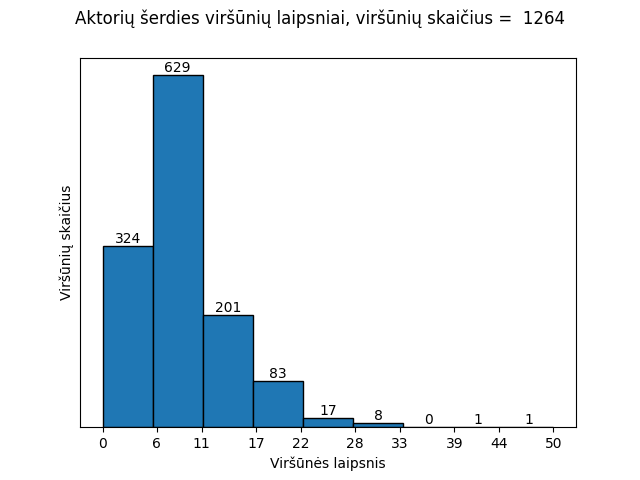 Aktorių šerdies viršūnių laipsniai, viršūnių skaičius =  1264
629
324
201
83
17
8
0
1
1
Viršūnių skaičius
0 6 11 17 22 28 33 39 44 50
Viršūnės laipsnis